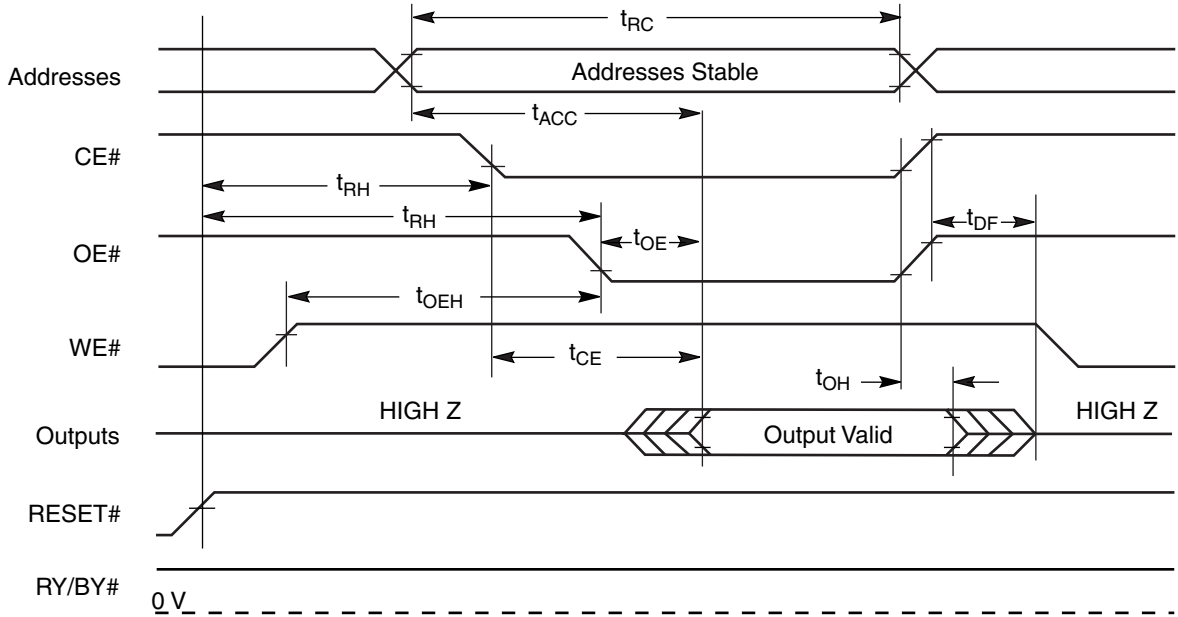 tRC
Addresses
Addresses Stable
tACC
CE#
tRH
tRH
tDF
OE#
tOE
tOEH
WE#
tCE
tOH
HIGH Z
HIGH Z
Outputs
Output Valid
RESET#
RY/BY#
0 V